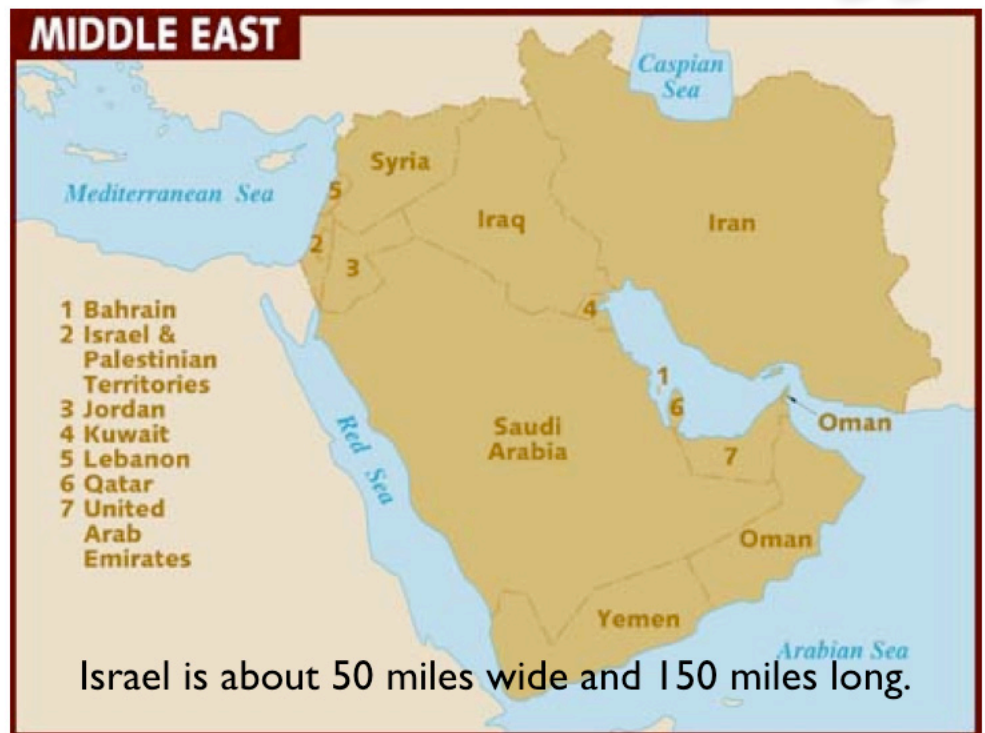 MIDDLE EAST
Caspian
Sea
Syria
5
Mediterranean Sea
Iraq
Iran
2
3
4
1 Bahrain
2 Israel &
Palestinian
Territories
3 Jordan
4 Kuwait
5 Lebanon
6 Qatar
7 United
Arab
Emirates
1
6
Oman
Red Sea
Saudi
Arabia
7
Oman
Yemen
Arabian Sea
Israel is about 50 miles wide and 150 miles long.